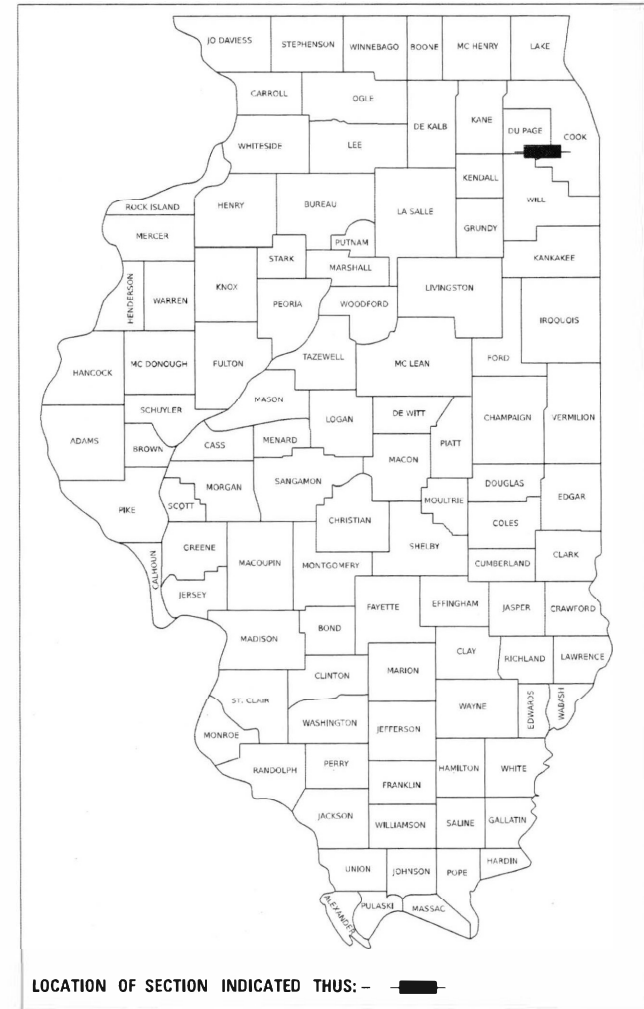 JO DAVIESS STEPHENSON WINNEBAGO BOONE MC HENRY LAKE
CARROLL OGLE DE KALB KANE DU PAGE COOK
WHITESIDE LEE
KENDALL WILL
ROCK ISLAND HENRY BUREAU LA SALLE GRUNDY
MERCER PUTNAM
STARK MARSHALL KANKAKEE
HENDERSON WARREN KNOX PEORIA WOODFORD LIVINGSTON
IROQUOIS
HANCOCK MC DONOUGH FULTON TAZEWELL MC LEAN FORD
SCHUYLER MASON
LOGAN DE WITT CHAMPAIGN VERMILION
ADAMS BROWN CASS MENARD MACON PIATT
PIKE SCOTT MORGAN SANGAMON MOULTRIE DOUGLAS EDGAR
CHRISTIAN COLES
CALHOUN GREENE MACOUPIN MONTGOMERY SHELBY CUMBERLAND CLARK
JERSEY
FAYETTE EFFINGHAM JASPER CRAWFORD
MADISON BOND
CLAY RICHLAND LAWRENCE
CLINTON MARION
ST. CLAIR WAYNE EDWARDS WABASH
WASHINGTON JEFFERSON
MONROE
RANDOLPH PERRY HAMILTON WHITE
FRANKLIN
JACKSON WILLIAMSON SALINE GALLATIN
UNION JOHNSON POPE HARDIN
ALEXANDER PULASKI MASSAC
LOCATION OF SECTION INDICATED THUS: -